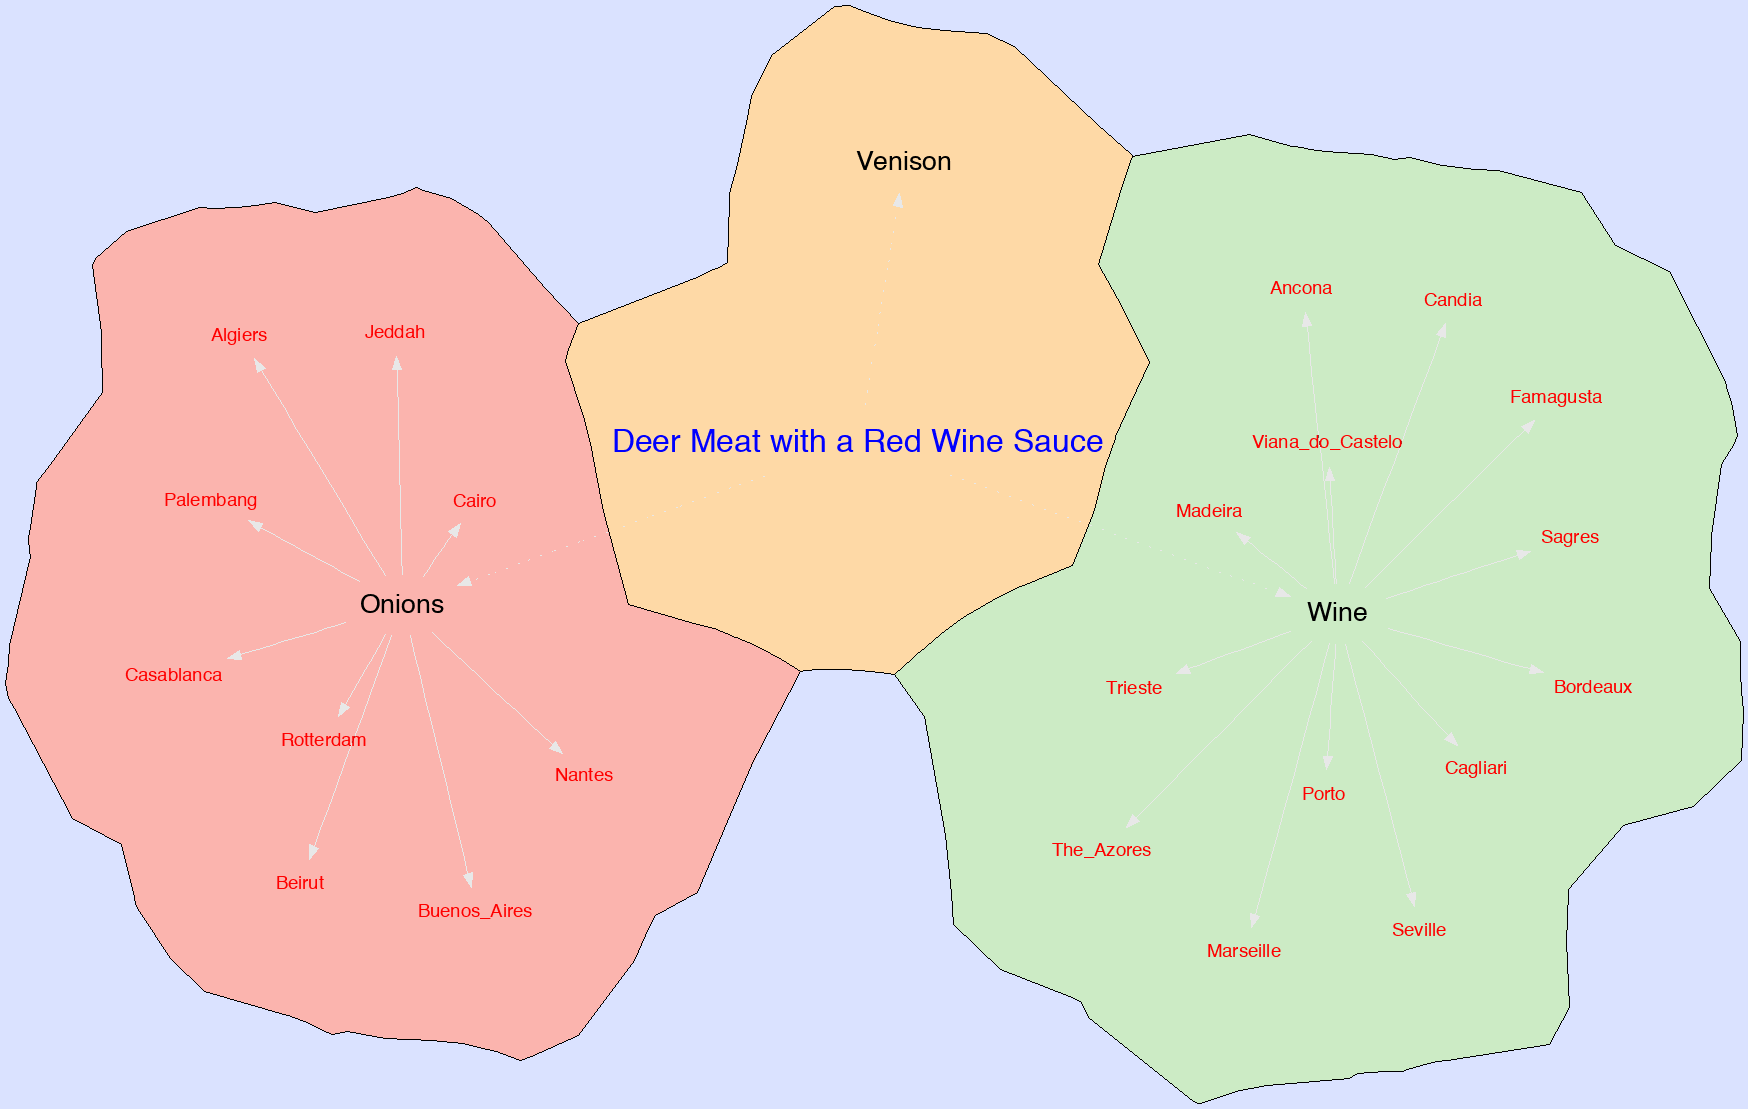 Venison
Deer Meat with a Red Wine Sauce
Algiers
Jeddah
Palembang
Cairo
Onions
Casablanca
Rotterdam
Nantes
Beirut
Buenos_Aires
Ancona
Candia
Famagusta
Viana_do_Castelo
Madeira
Sagres
Wine
Trieste
Bordeaux
Cagliari
Porto
The_Azores
Seville
Marseille